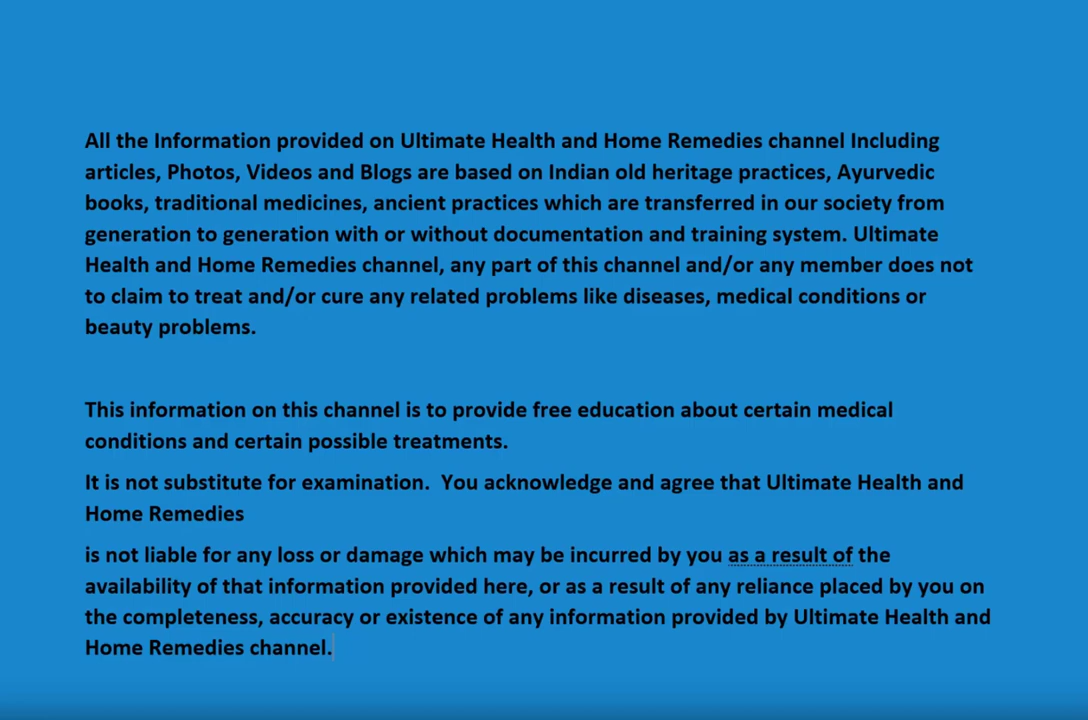 All the Information provided on Ultimate Health and Home Remedies channel Including
articles, Photos, Videos and Blogs are based on Indian old heritage practices, Ayurvedic
books, traditional medicines, ancient practices which are transferred in our society from
generation to generation with or without documentation and training system. Ultimate
Health and Home Remedies channel, any part of this channel and/or any member does not
to claim to treat and/or cure any related problems like diseases, medical conditions or
beauty problems.
This information on this channel is to provide free education about certain medical
conditions and certain possible treatments.
It is not substitute for examination.  You acknowledge and agree that Ultimate Health and
Home Remedies
is not liable for any loss or damage which may be incurred by you as a result of the
availability of that information provided here, or as a result of any reliance placed by you on
the completeness, accuracy or existence of any information provided by Ultimate Health and
Home Remedies channel.